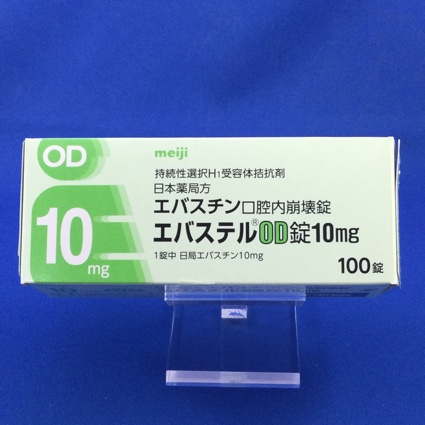 OD
10
mg
meiji
持続性選択H₁受容体拮抗剤
日本薬局方
エバスチン口腔内崩壊錠
エバステル®OD錠10mg
1錠中 日局エバスチン10mg
100錠